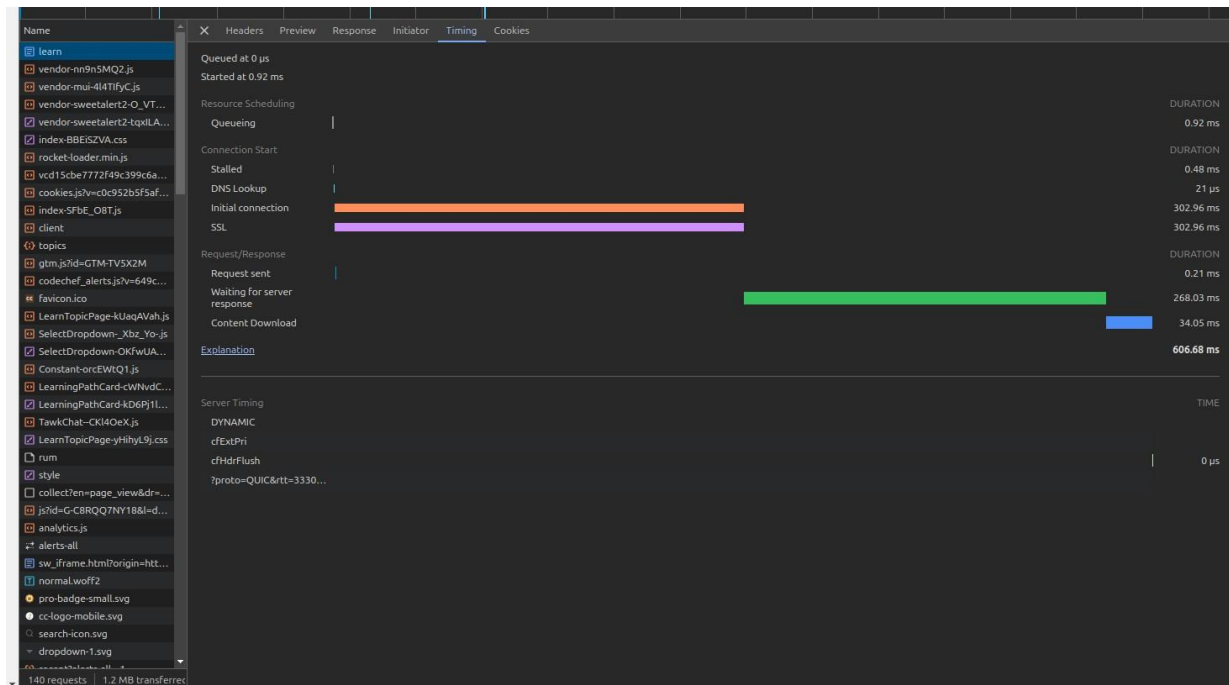 Name
learn
vendor-nn9n5MQ2.js
vendor-mui-4l4TIfyC.js
vendor-sweetalert2-O_VT...
vendor-sweetalert2-tqxILA...
index-BBEiSZVA.css
rocket-loader.min.js
vcd15cbe7772f49c399c6a...
cookies.js?v=c0c952b5f5af...
index-SFbE_O8T.js
client
topics
gtm.js?id=GTM-TV5X2M
codechef_alerts.js?v=649c...
favicon.ico
LearnTopicPage-kUaqAVah.js
SelectDropdown-_Xbz_Yo-.js
SelectDropdown-OKfwUA...
Constant-orcEWtQ1.js
LearningPathCard-cWNvdC...
LearningPathCard-kD6Pj1l...
TawkChat--CKl4OeX.js
LearnTopicPage-yHihyL9j.css
rum
style
collect?en=page_view&dr=...
js?id=G-C8RQQ7NY18&l=d...
analytics.js
alerts-all
sw_iframe.html?origin=htt...
normal.woff2
pro-badge-small.svg
cc-logo-mobile.svg
search-icon.svg
dropdown-1.svg
140 requests 1.2 MB transferred
Headers Preview Response Initiator Timing Cookies
Queued at 0 µs
Started at 0.92 ms
Resource Scheduling DURATION
Queueing 0.92 ms
Connection Start DURATION
Stalled 0.48 ms
DNS Lookup 21 µs
Initial connection 302.96 ms
SSL 302.96 ms
Request/Response DURATION
Request sent 0.21 ms
Waiting for server
response 268.03 ms
Content Download 34.05 ms
Explanation 606.68 ms
Server Timing TIME
DYNAMIC
cfExtPri
cfHdrFlush 0 µs
?proto=QUIC&rtt=3330...